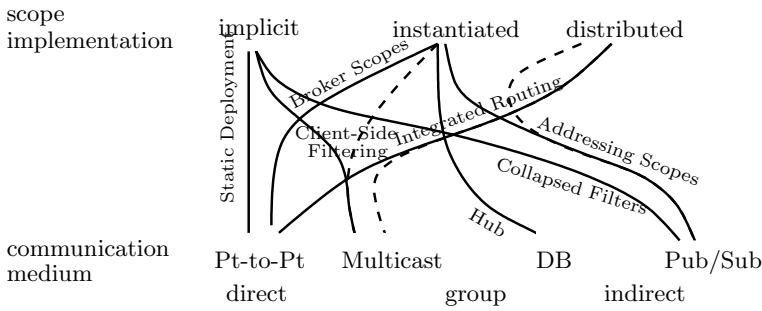 scope
implementation
implicit
instantiated
distributed
Static Deployment
Broker Scopes
Client-Side
Filtering
Integrated Routing
Addressing Scopes
Collapsed Filters
Hub
communication
medium
Pt-to-Pt
Multicast
DB
Pub/Sub
direct
group
indirect